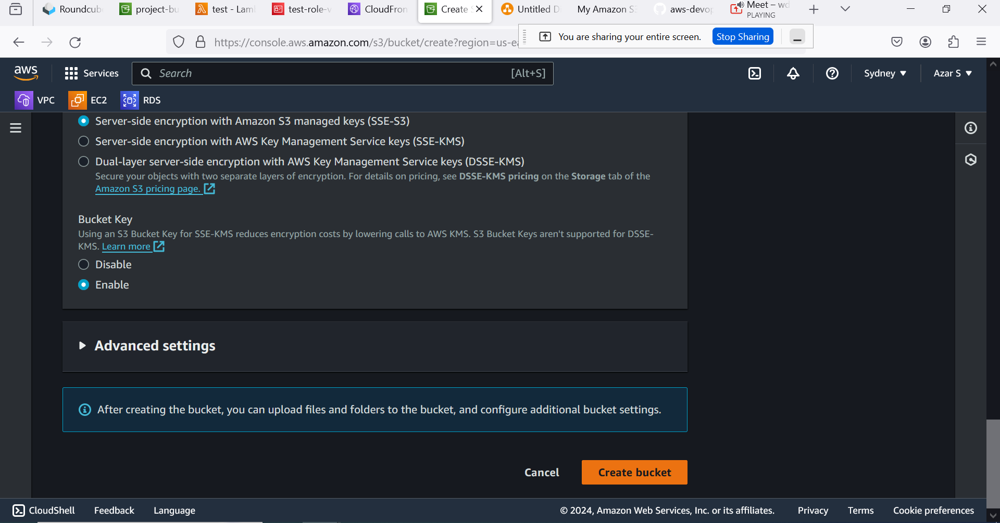 Roundcub
project-bu
test - Lam
test-role-v
CloudFron
Create S
Untitled D
My Amazon S3
aws-devop
Meet – wd
PLAYING
https://console.aws.amazon.com/s3/bucket/create?region=us-ea
You are sharing your entire screen.
Stop Sharing
aws
Services
Search
[Alt+S]
Sydney
Azar S
VPC
EC2
RDS
Server-side encryption with Amazon S3 managed keys (SSE-S3)
Server-side encryption with AWS Key Management Service keys (SSE-KMS)
Dual-layer server-side encryption with AWS Key Management Service keys (DSSE-KMS)
Secure your objects with two separate layers of encryption. For details on pricing, see DSSE-KMS pricing on the Storage tab of the
Amazon S3 pricing page.
Bucket Key
Using an S3 Bucket Key for SSE-KMS reduces encryption costs by lowering calls to AWS KMS. S3 Bucket Keys aren't supported for DSSE-
KMS. Learn more
Disable
Enable
Advanced settings
After creating the bucket, you can upload files and folders to the bucket, and configure additional bucket settings.
Cancel
Create bucket
CloudShell
Feedback
Language
© 2024, Amazon Web Services, Inc. or its affiliates.
Privacy
Terms
Cookie preferences